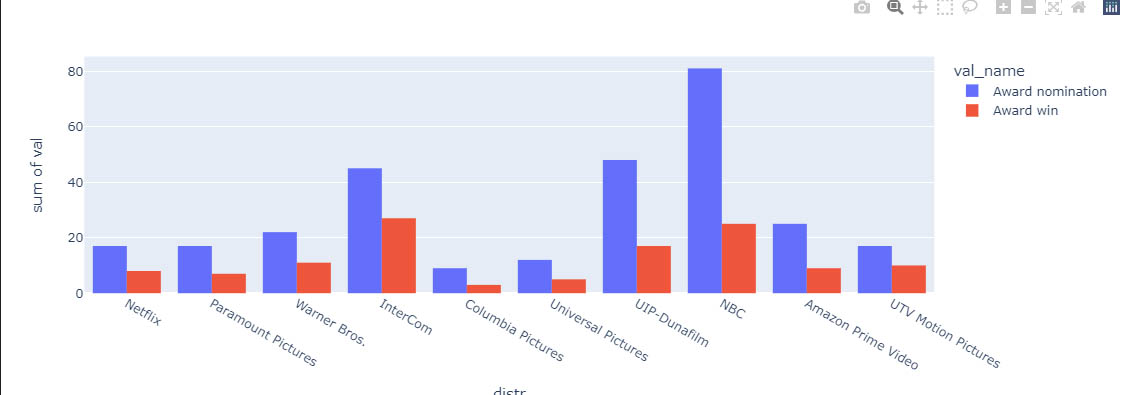 val_name
Award nomination
Award win
sum of val
80
60
40
20
0
Netflix
Paramount Pictures
Warner Bros.
InterCom
Columbia Pictures
Universal Pictures
UIP-Dunafilm
NBC
Amazon Prime Video
UTV Motion Pictures
distr